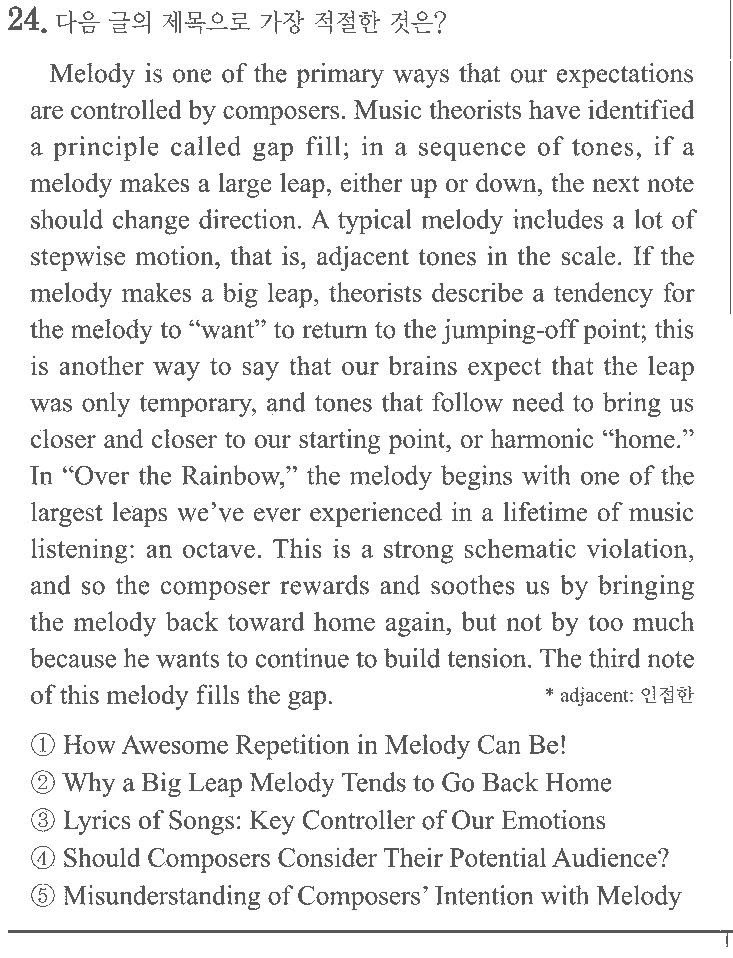 24. 다음 글의 제목으로 가장 적절한 것은?
Melody is one of the primary ways that our expectations
are controlled by composers. Music theorists have identified
a principle called gap fill; in a sequence of tones, if a
melody makes a large leap, either up or down, the next note
should change direction. A typical melody includes a lot of
stepwise motion, that is, adjacent tones in the scale. If the
melody makes a big leap, theorists describe a tendency for
the melody to “want” to return to the jumping-off point; this
is another way to say that our brains expect that the leap
was only temporary, and tones that follow need to bring us
closer and closer to our starting point, or harmonic “home.”
In “Over the Rainbow,” the melody begins with one of the
largest leaps we’ve ever experienced in a lifetime of music
listening: an octave. This is a strong schematic violation,
and so the composer rewards and soothes us by bringing
the melody back toward home again, but not by too much
because he wants to continue to build tension. The third note
of this melody fills the gap. * adjacent: 인접한
① How Awesome Repetition in Melody Can Be!
② Why a Big Leap Melody Tends to Go Back Home
③ Lyrics of Songs: Key Controller of Our Emotions
④ Should Composers Consider Their Potential Audience?
⑤ Misunderstanding of Composers’ Intention with Melody